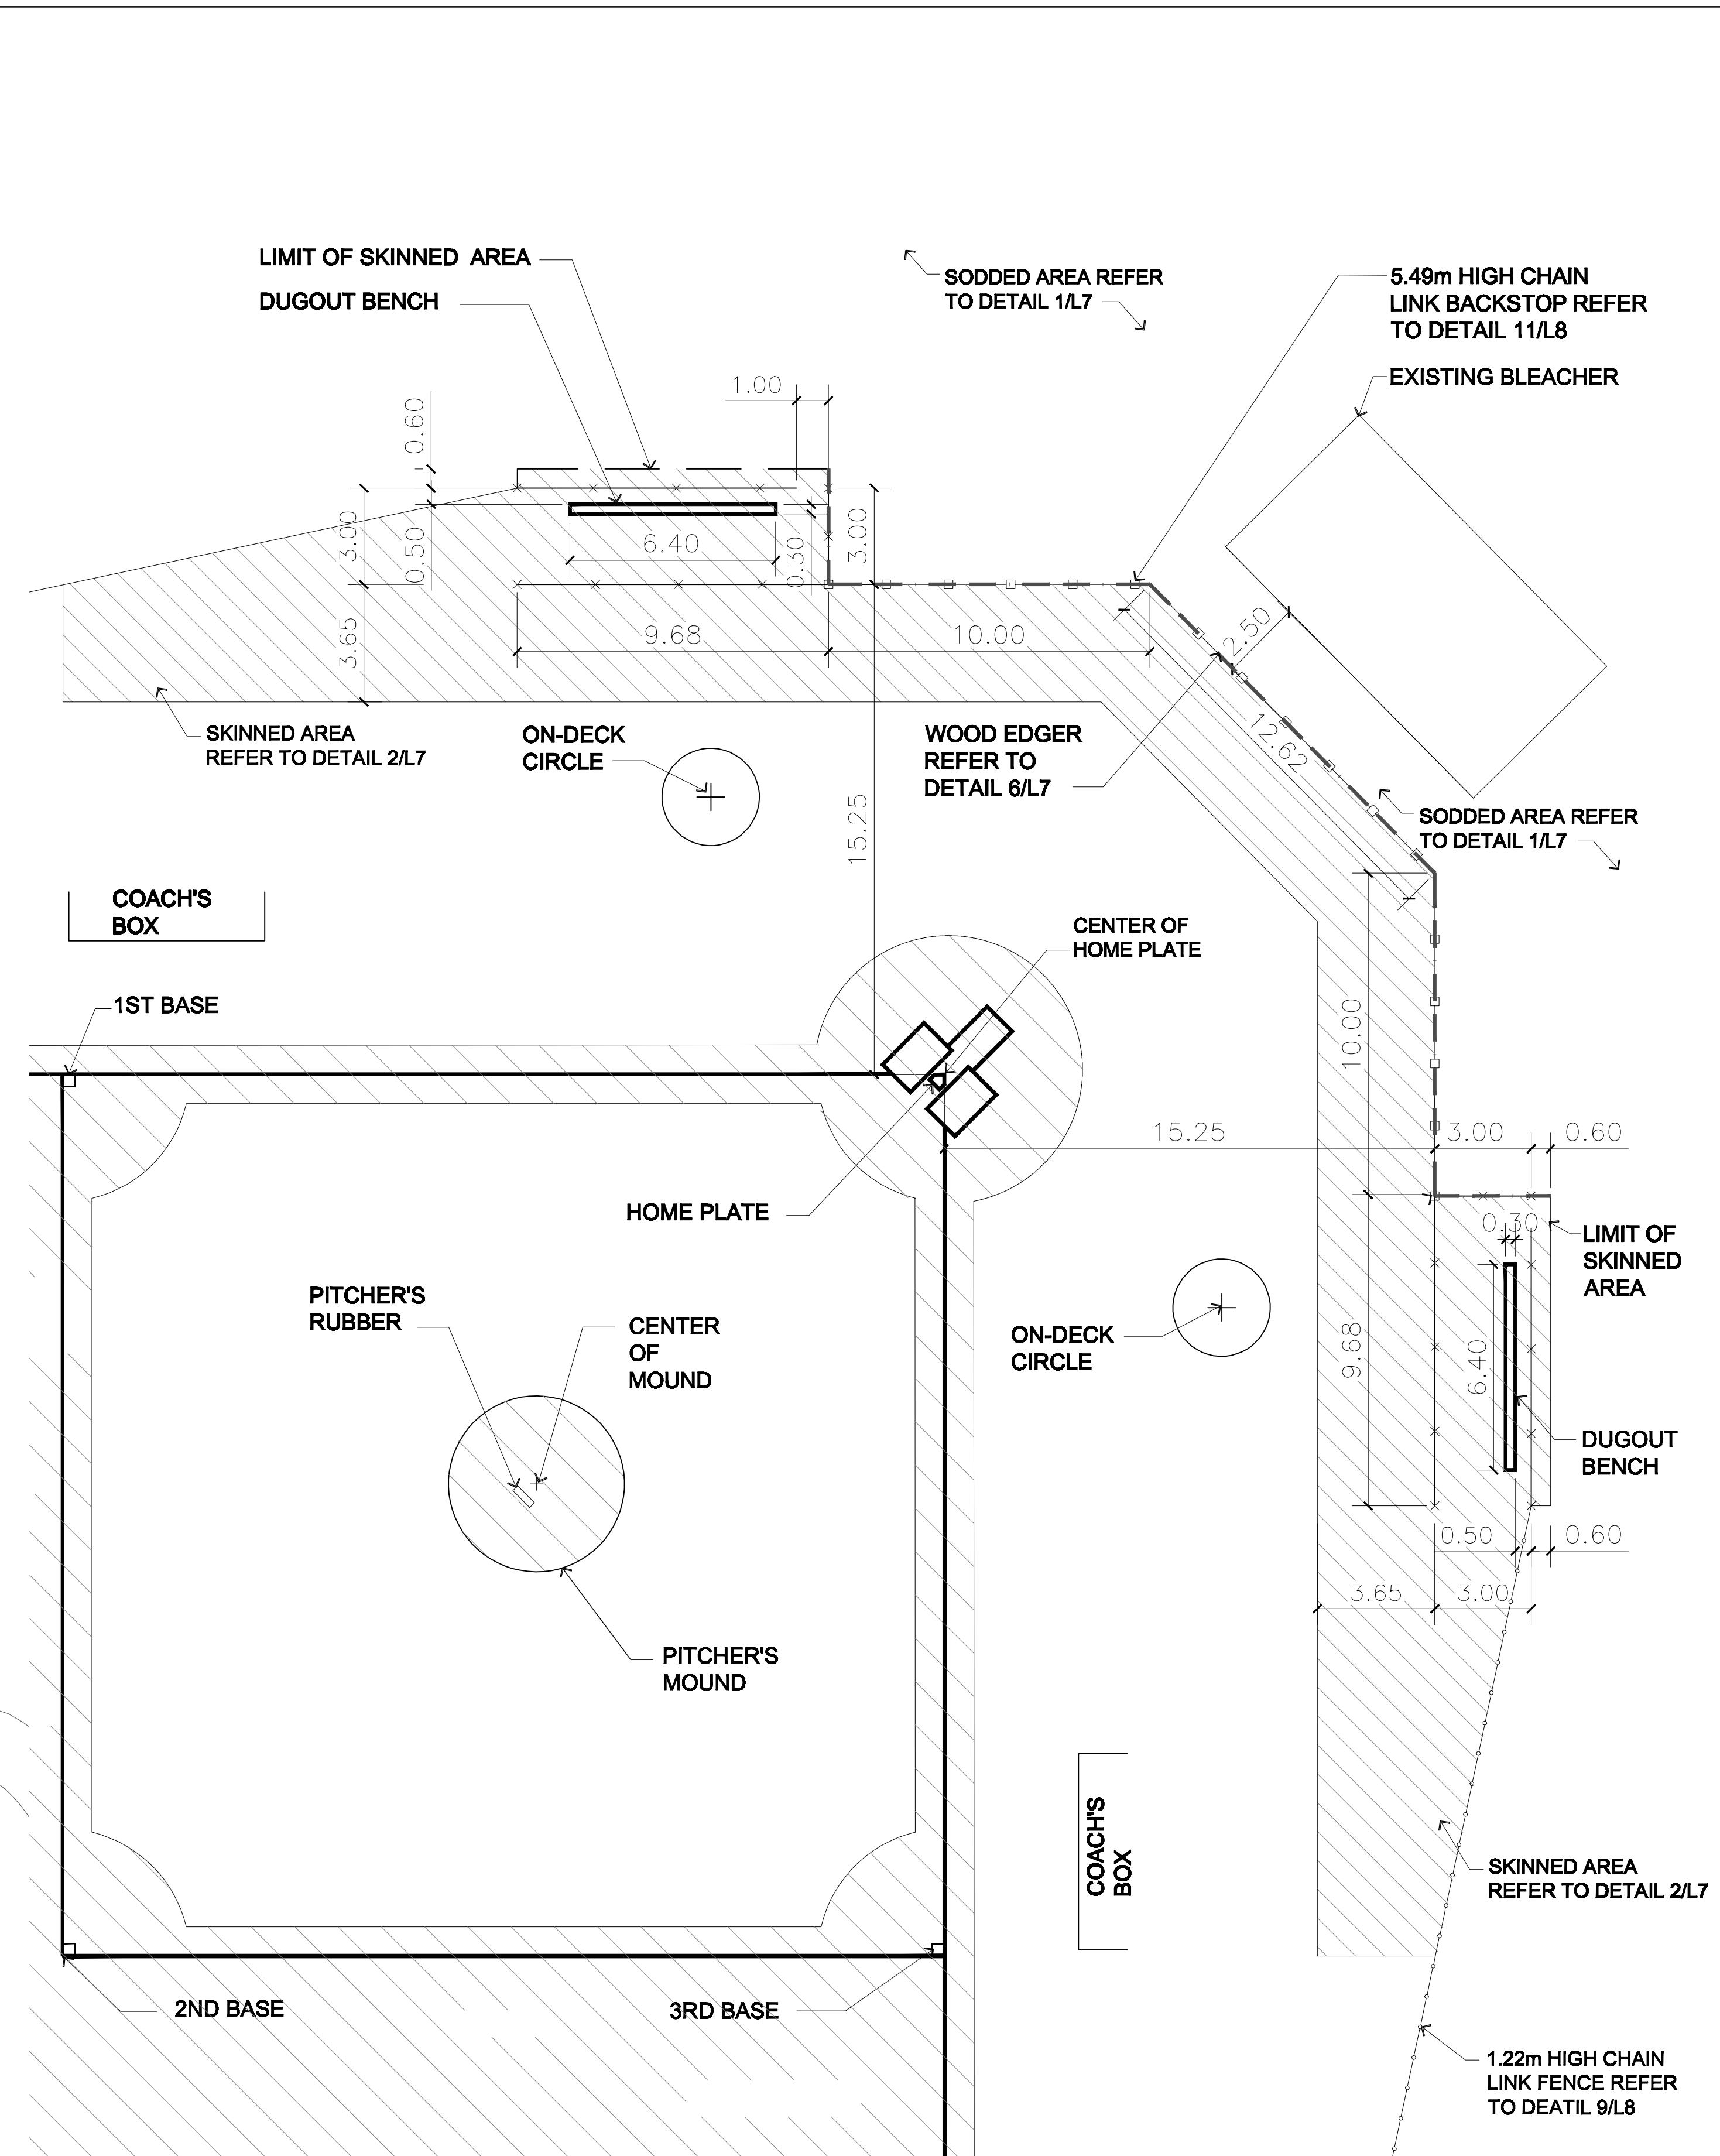 LIMIT OF SKINNED AREA
DUGOUT BENCH
SODDED AREA REFER
TO DETAIL 1/L7
5.49m HIGH CHAIN
LINK BACKSTOP REFER
TO DETAIL 11/L8
EXISTING BLEACHER
1.00
0.60
3.00
0.50
6.40
0.30
3.00
3.65
9.68
10.00
2.50
12.62
SKINNED AREA
REFER TO DETAIL 2/L7
ON-DECK
CIRCLE
WOOD EDGER
REFER TO
DETAIL 6/L7
15.25
SODDED AREA REFER
TO DETAIL 1/L7
COACH'S
BOX
CENTER OF
HOME PLATE
1ST BASE
10.00
15.25
3.00
0.60
HOME PLATE
0.30
LIMIT OF
SKINNED
AREA
PITCHER'S
RUBBER
CENTER
OF
MOUND
ON-DECK
CIRCLE
9.68
6.40
DUGOUT
BENCH
0.50
0.60
3.65
3.00
PITCHER'S
MOUND
COACH'S
BOX
SKINNED AREA
REFER TO DETAIL 2/L7
2ND BASE
3RD BASE
1.22m HIGH CHAIN
LINK FENCE REFER
TO DEATIL 9/L8